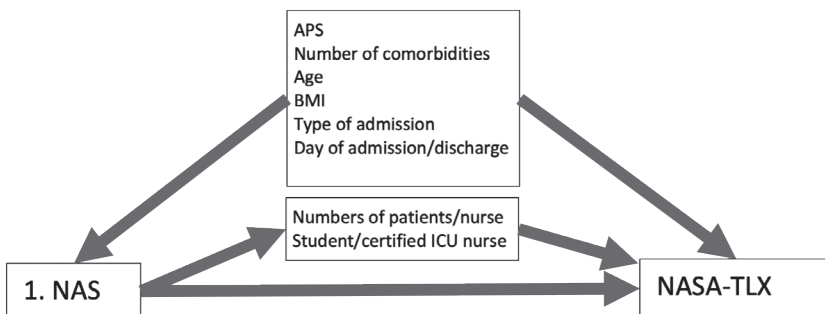 APS
Number of comorbidities
Age
BMI
Type of admission
Day of admission/discharge
Numbers of patients/nurse
Student/certified ICU nurse
1. NAS
NASA-TLX